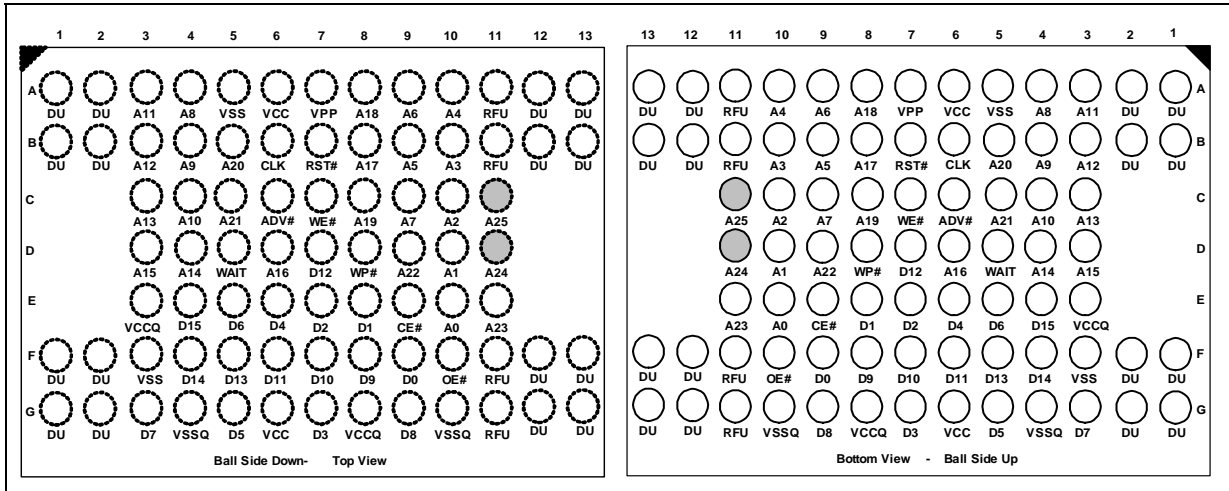 1 2 3 4 5 6 7 8 9 10 11 12 13
A
DU DU A11 A8 VSS VCC VPP A18 A6 A4 RFU DU DU
B
DU DU A12 A9 A20 CLK RST# A17 A5 A3 RFU DU DU
C
A13 A10 A21 ADV# WE# A19 A7 A2 A25
D
A15 A14 WAIT A16 D12 WP# A22 A1 A24
E
VCCQ D15 D6 D4 D2 D1 CE# A0 A23
F
DU DU VSS D14 D13 D11 D10 D9 D0 OE# RFU DU DU
G
DU DU D7 VSSQ D5 VCC D3 VCCQ D8 VSSQ RFU DU DU
Ball Side Down- Top View
13 12 11 10 9 8 7 6 5 4 3 2 1
A
DU DU RFU A4 A6 A18 VPP VCC VSS A8 A11 DU DU
B
DU DU RFU A3 A5 A17 RST# CLK A20 A9 A12 DU DU
C
A25 A2 A7 A19 WE# ADV# A21 A10 A13
D
A24 A1 A22 WP# D12 A16 WAIT A14 A15
E
A23 A0 CE# D1 D2 D4 D6 D15 VCCQ
F
DU DU RFU OE# D0 D9 D10 D11 D13 D14 VSS DU DU
G
DU DU RFU VSSQ D8 VCCQ D3 VCC D5 VSSQ D7 DU DU
Bottom View - Ball Side Up